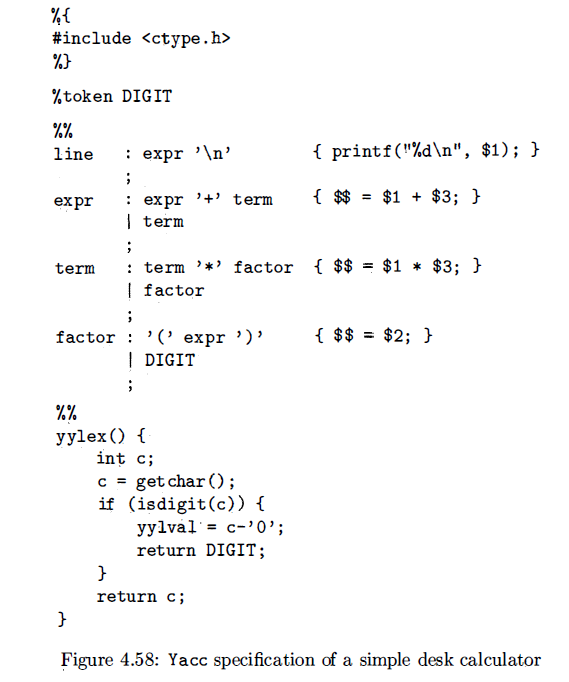 %{
#include <ctype.h>
%}
%token DIGIT
%%
line : expr '\n' { printf("%d\n", $1); }
;
expr : expr '+' term { $$ = $1 + $3; }
| term
;
term : term '*' factor { $$ = $1 * $3; }
| factor
;
factor : '(' expr ')' { $$ = $2; }
| DIGIT
;
%%
yylex() {
int c;
c = getchar();
if (isdigit(c)) {
yylval = c-'0';
return DIGIT;
}
return c;
}
Figure 4.58: Yacc specification of a simple desk calculator